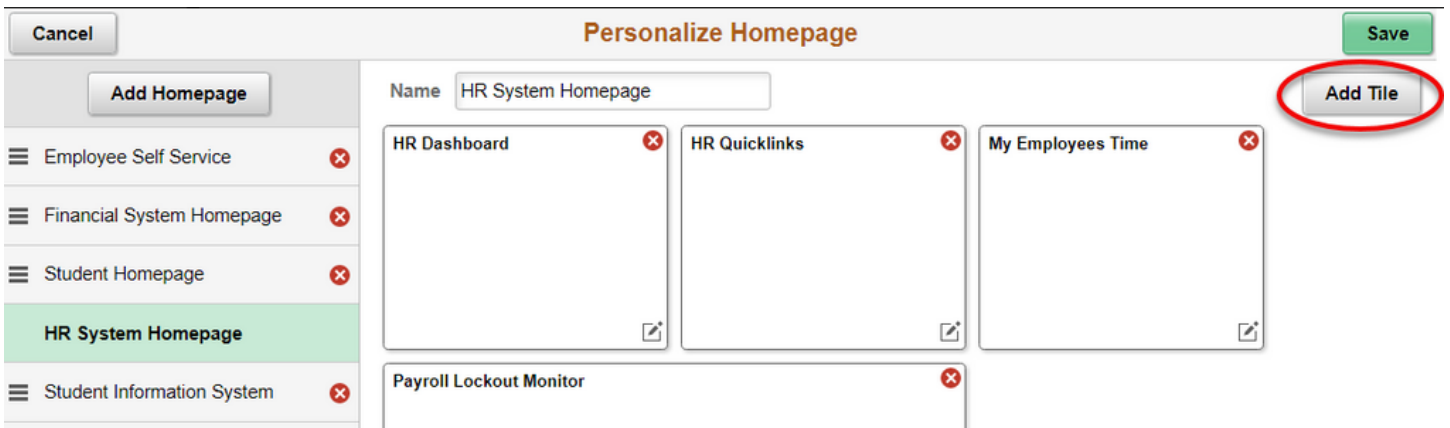 Cancel
Personalize Homepage
Save
Add Homepage
Name
HR System Homepage
Add Tile
Employee Self Service
Financial System Homepage
Student Homepage
HR System Homepage
Student Information System
HR Dashboard
HR Quicklinks
My Employees Time
Payroll Lockout Monitor